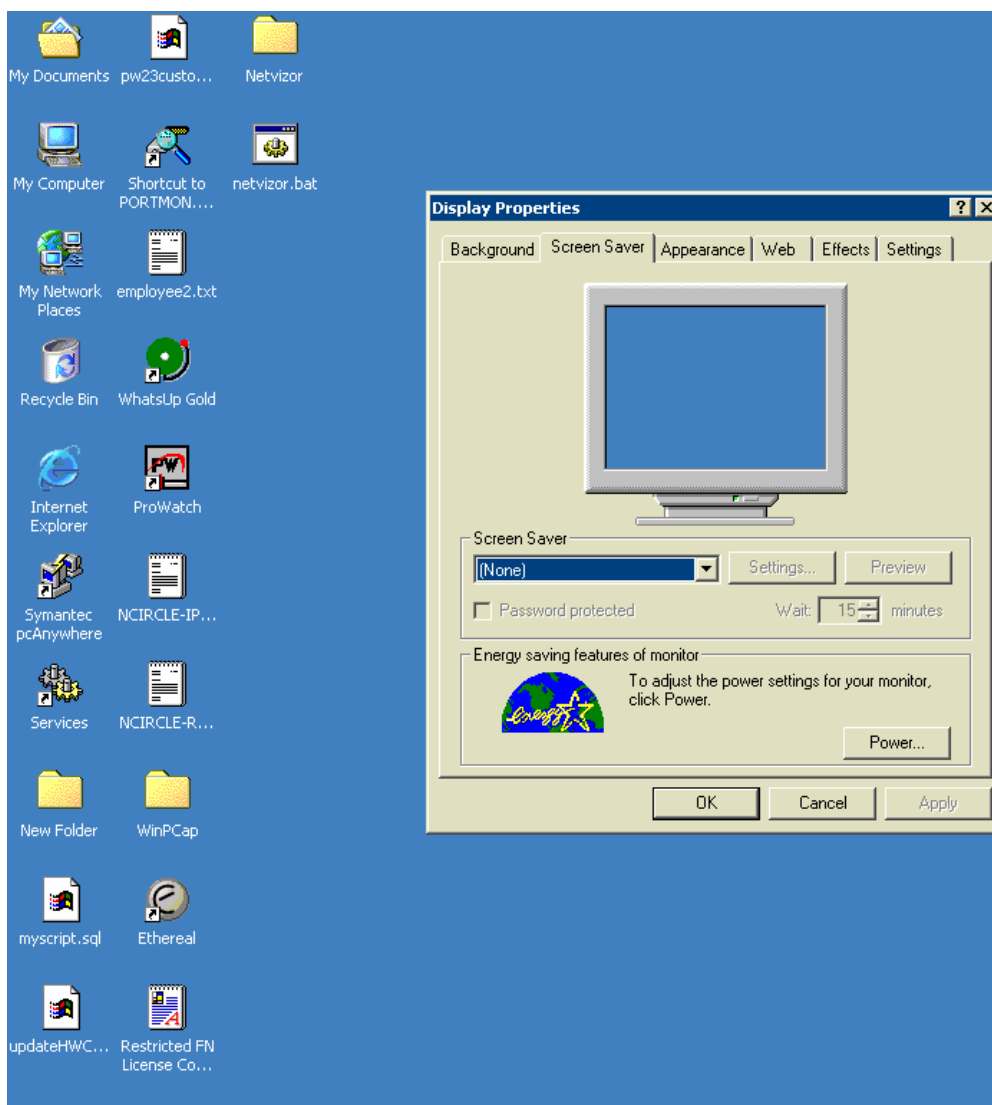 My Documents
pw23custo...
Netvizor
My Computer
Shortcut to
PORTMON....
netvizor.bat
My Network
Places
employee2.txt
Recycle Bin
WhatsUp Gold
Internet
Explorer
PW
ProWatch
Symantec
pcAnywhere
NCIRCLE-IP...
Services
NCIRCLE-R...
New Folder
WinPCap
myscript.sql
Ethereal
updateHWC...
Restricted FN
License Co...
Display Properties
Background
Screen Saver
Appearance
Web
Effects
Settings
Screen Saver
(None)
Settings...
Preview
Password protected
Wait: 15 minutes
Energy saving features of monitor
energy
To adjust the power settings for your monitor,
click Power.
Power...
OK
Cancel
Apply